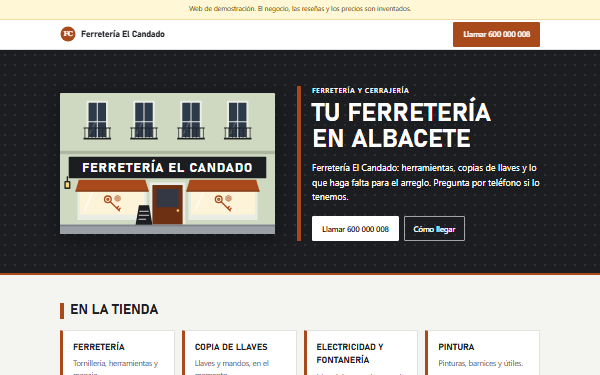 Web de demostración. El negocio, las reseñas y los precios son inventados.
FC Ferretería El Candado
Llamar 600 000 008
FERRETERÍA Y CERRAJERÍA
TU FERRETERÍA
EN ALBACETE
FERRETERÍA EL CANDADO
Ferretería El Candado: herramientas, copias de llaves y lo
que haga falta para el arreglo. Pregunta por teléfono si lo
tenemos.
Llamar 600 000 008
Cómo llegar
EN LA TIENDA
FERRETERÍA
Tornillería, herramientas y
COPIA DE LLAVES
Llaves y mandos, en el
ELECTRICIDAD Y
FONTANERÍA
PINTURA
Pinturas, barnices y útiles.